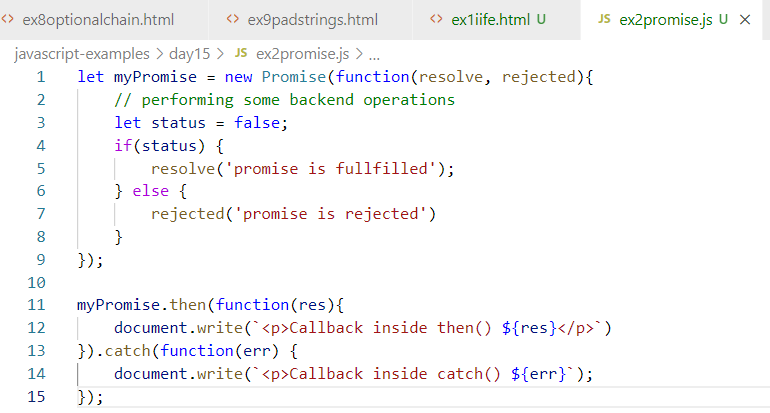 <> ex8optionalchain.html <> ex9padstrings.html <> ex1iife.html U JS ex2promise.js U ×
javascript-examples > day15 > JS ex2promise.js > ...
1 let myPromise = new Promise(function(resolve, rejected){
2 // performing some backend operations
3 let status = false;
4 if(status) {
5 resolve('promise is fullfilled');
6 } else {
7 rejected('promise is rejected')
8 }
9 });
10
11 myPromise.then(function(res){
12 document.write(`<p>Callback inside then() ${res}</p>`)
13 }).catch(function(err) {
14 document.write(`<p>Callback inside catch() ${err}`);
15 });